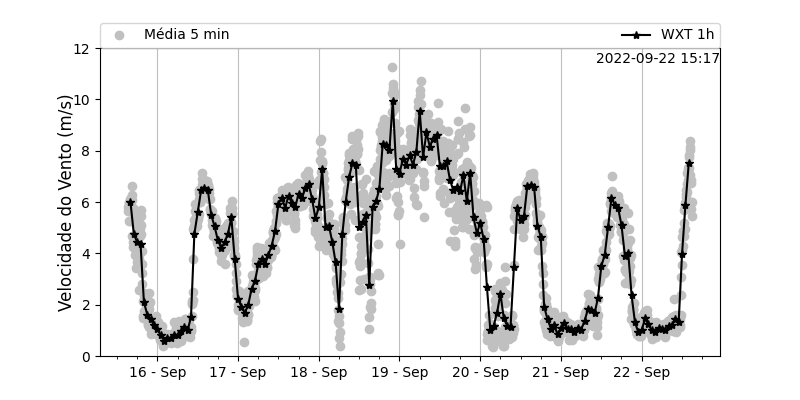 Média 5 min
WXT 1h
2022-09-22 15:17
Velocidade do Vento (m/s)
12
10
8
6
4
2
0
16 - Sep
17 - Sep
18 - Sep
19 - Sep
20 - Sep
21 - Sep
22 - Sep